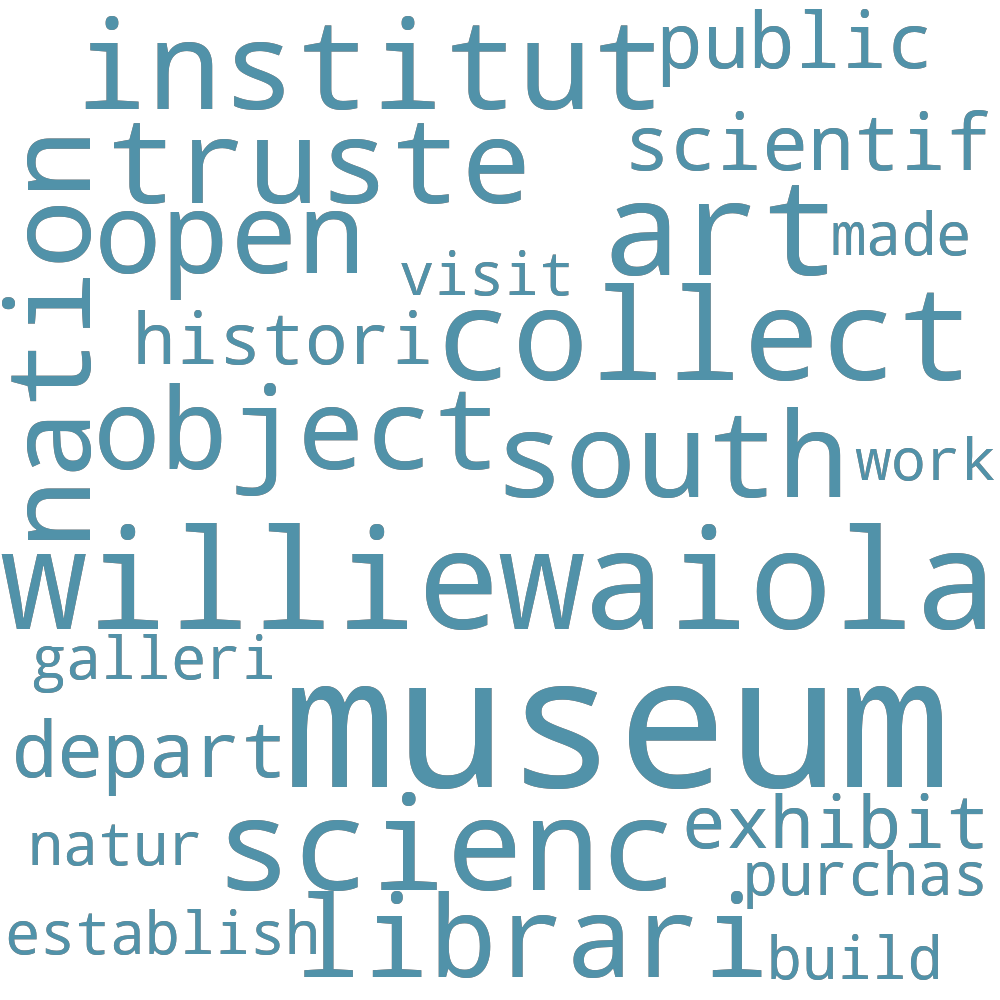 institut public
truste scientif
nation
open art made
visit
histori collect
object south work
williewaiola
galleri
museum
depart
natur scienc exhibit
purchas
establish librari build